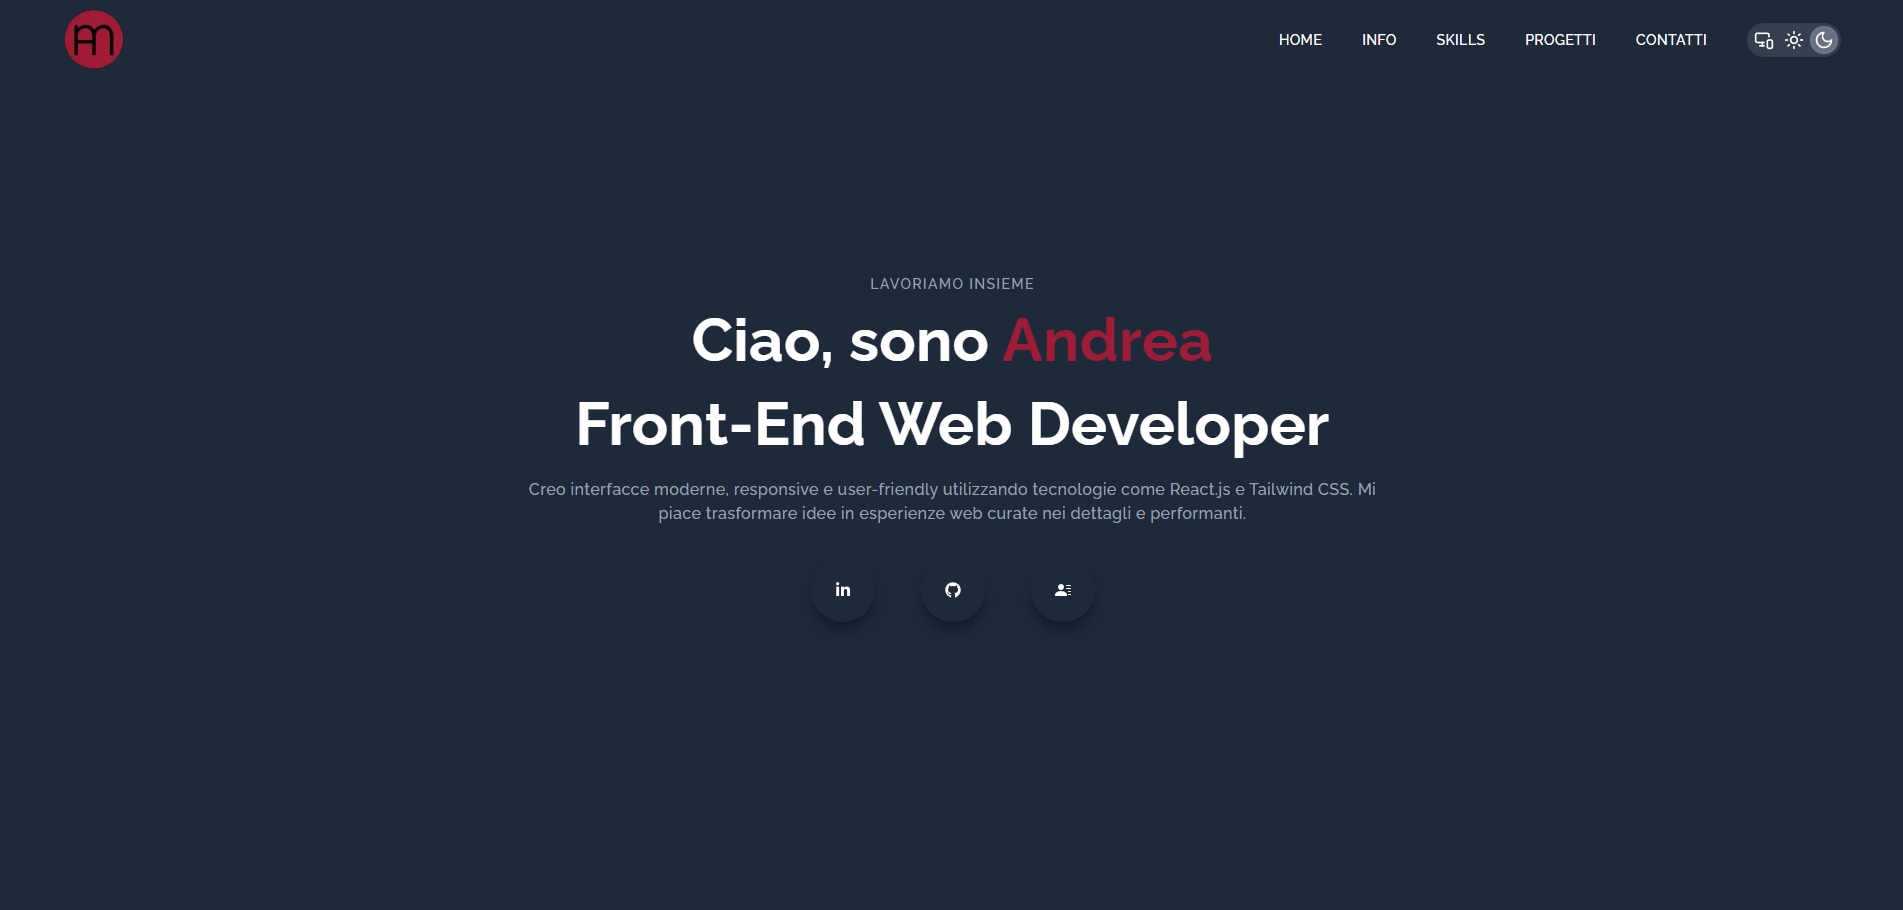 HOME INFO SKILLS PROGETTI CONTATTI
LAVORIAMO INSIEME
Ciao, sono Andrea
Front-End Web Developer
Creo interfacce moderne, responsive e user-friendly utilizzando tecnologie come React.js e Tailwind CSS. Mi
piace trasformare idee in esperienze web curate nei dettagli e performanti.
in